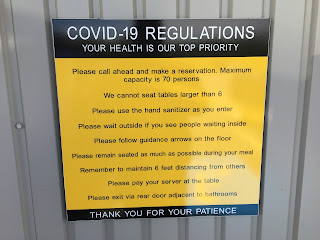 COVID-19 REGULATIONS
YOUR HEALTH IS OUR TOP PRIORITY
Please call ahead and make a reservation. Maximum
capacity is 70 persons
We cannot seat tables larger than 6
Please use the hand sanitizer as you enter
Please wait outside if you see people waiting inside
Please follow guidance arrows on the floor
Please remain seated as much as possible during your meal
Remember to maintain 6 feet distancing from others
Please pay your server at the table
Please exit via rear door adjacent to bathrooms
THANK YOU FOR YOUR PATIENCE